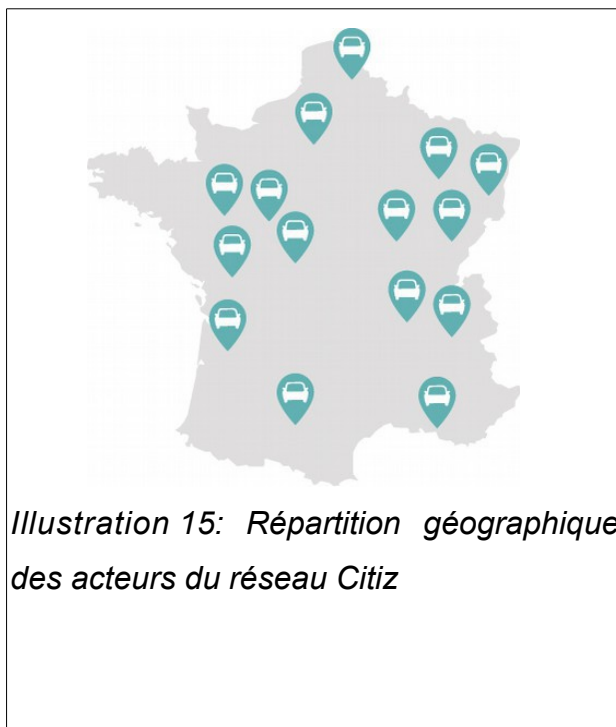 Illustration 15: Répartition géographique
des acteurs du réseau Citiz